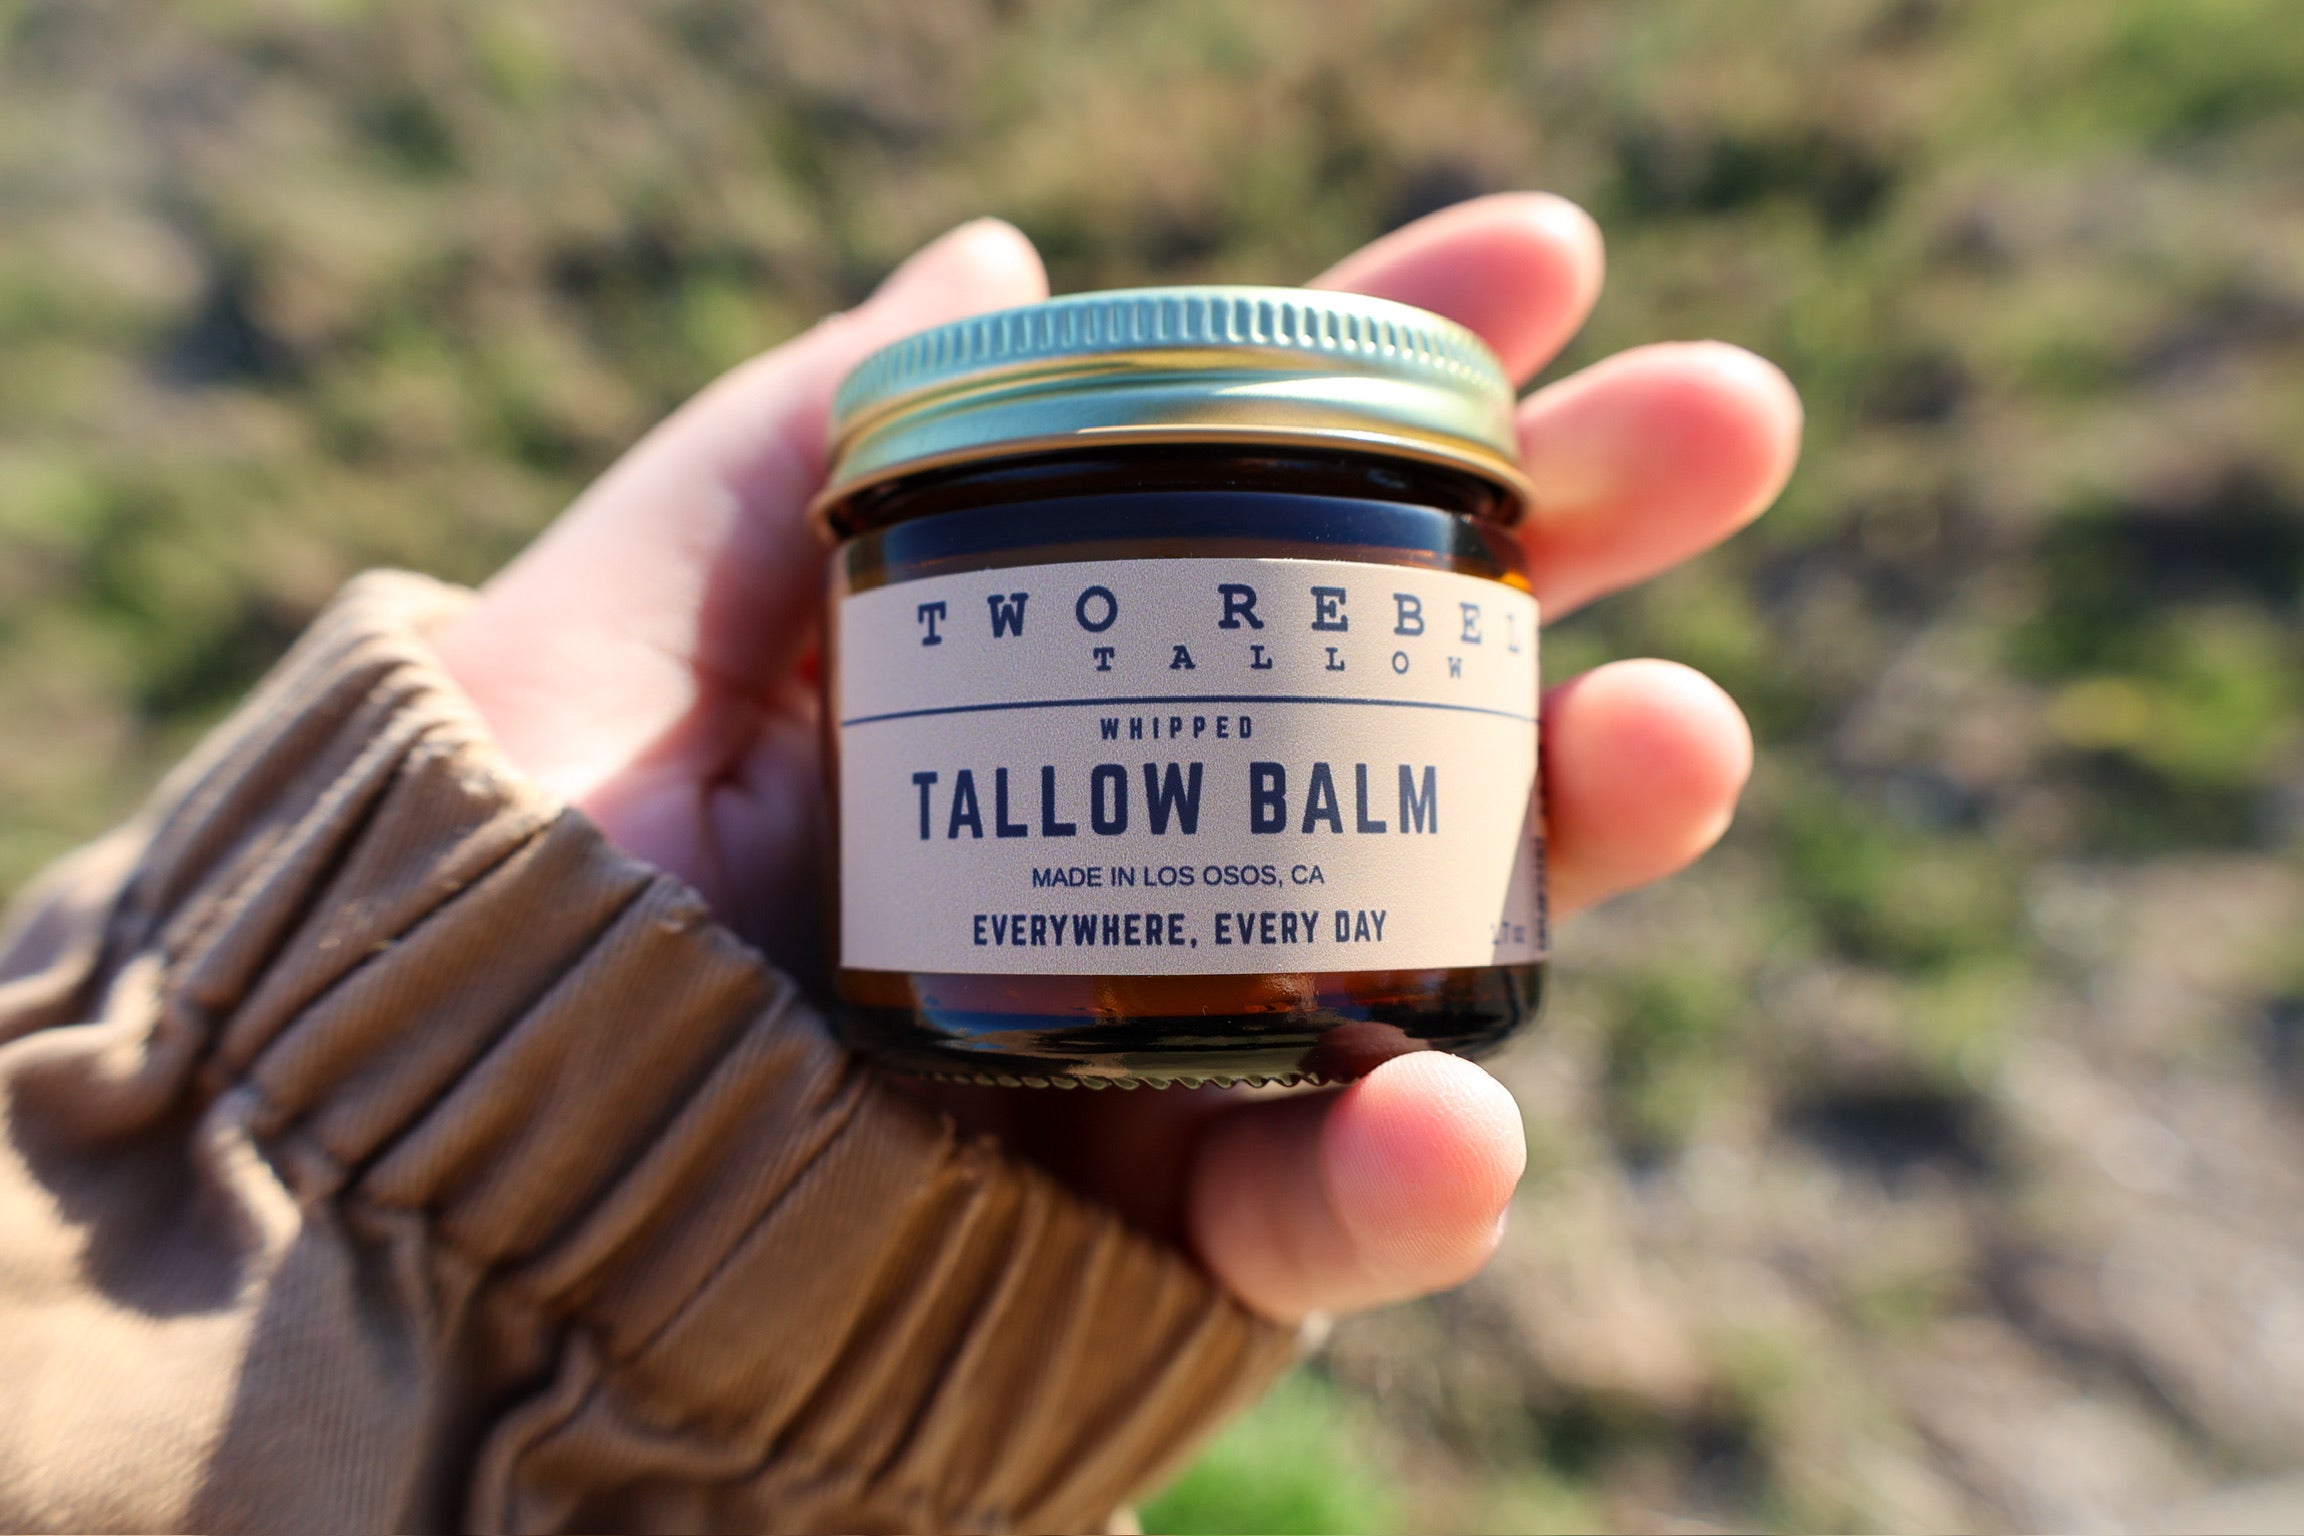 TWO REBEL
TALLOW
WHIPPED
TALLOW BALM
MADE IN LOS OSOS, CA
EVERYWHERE, EVERY DAY